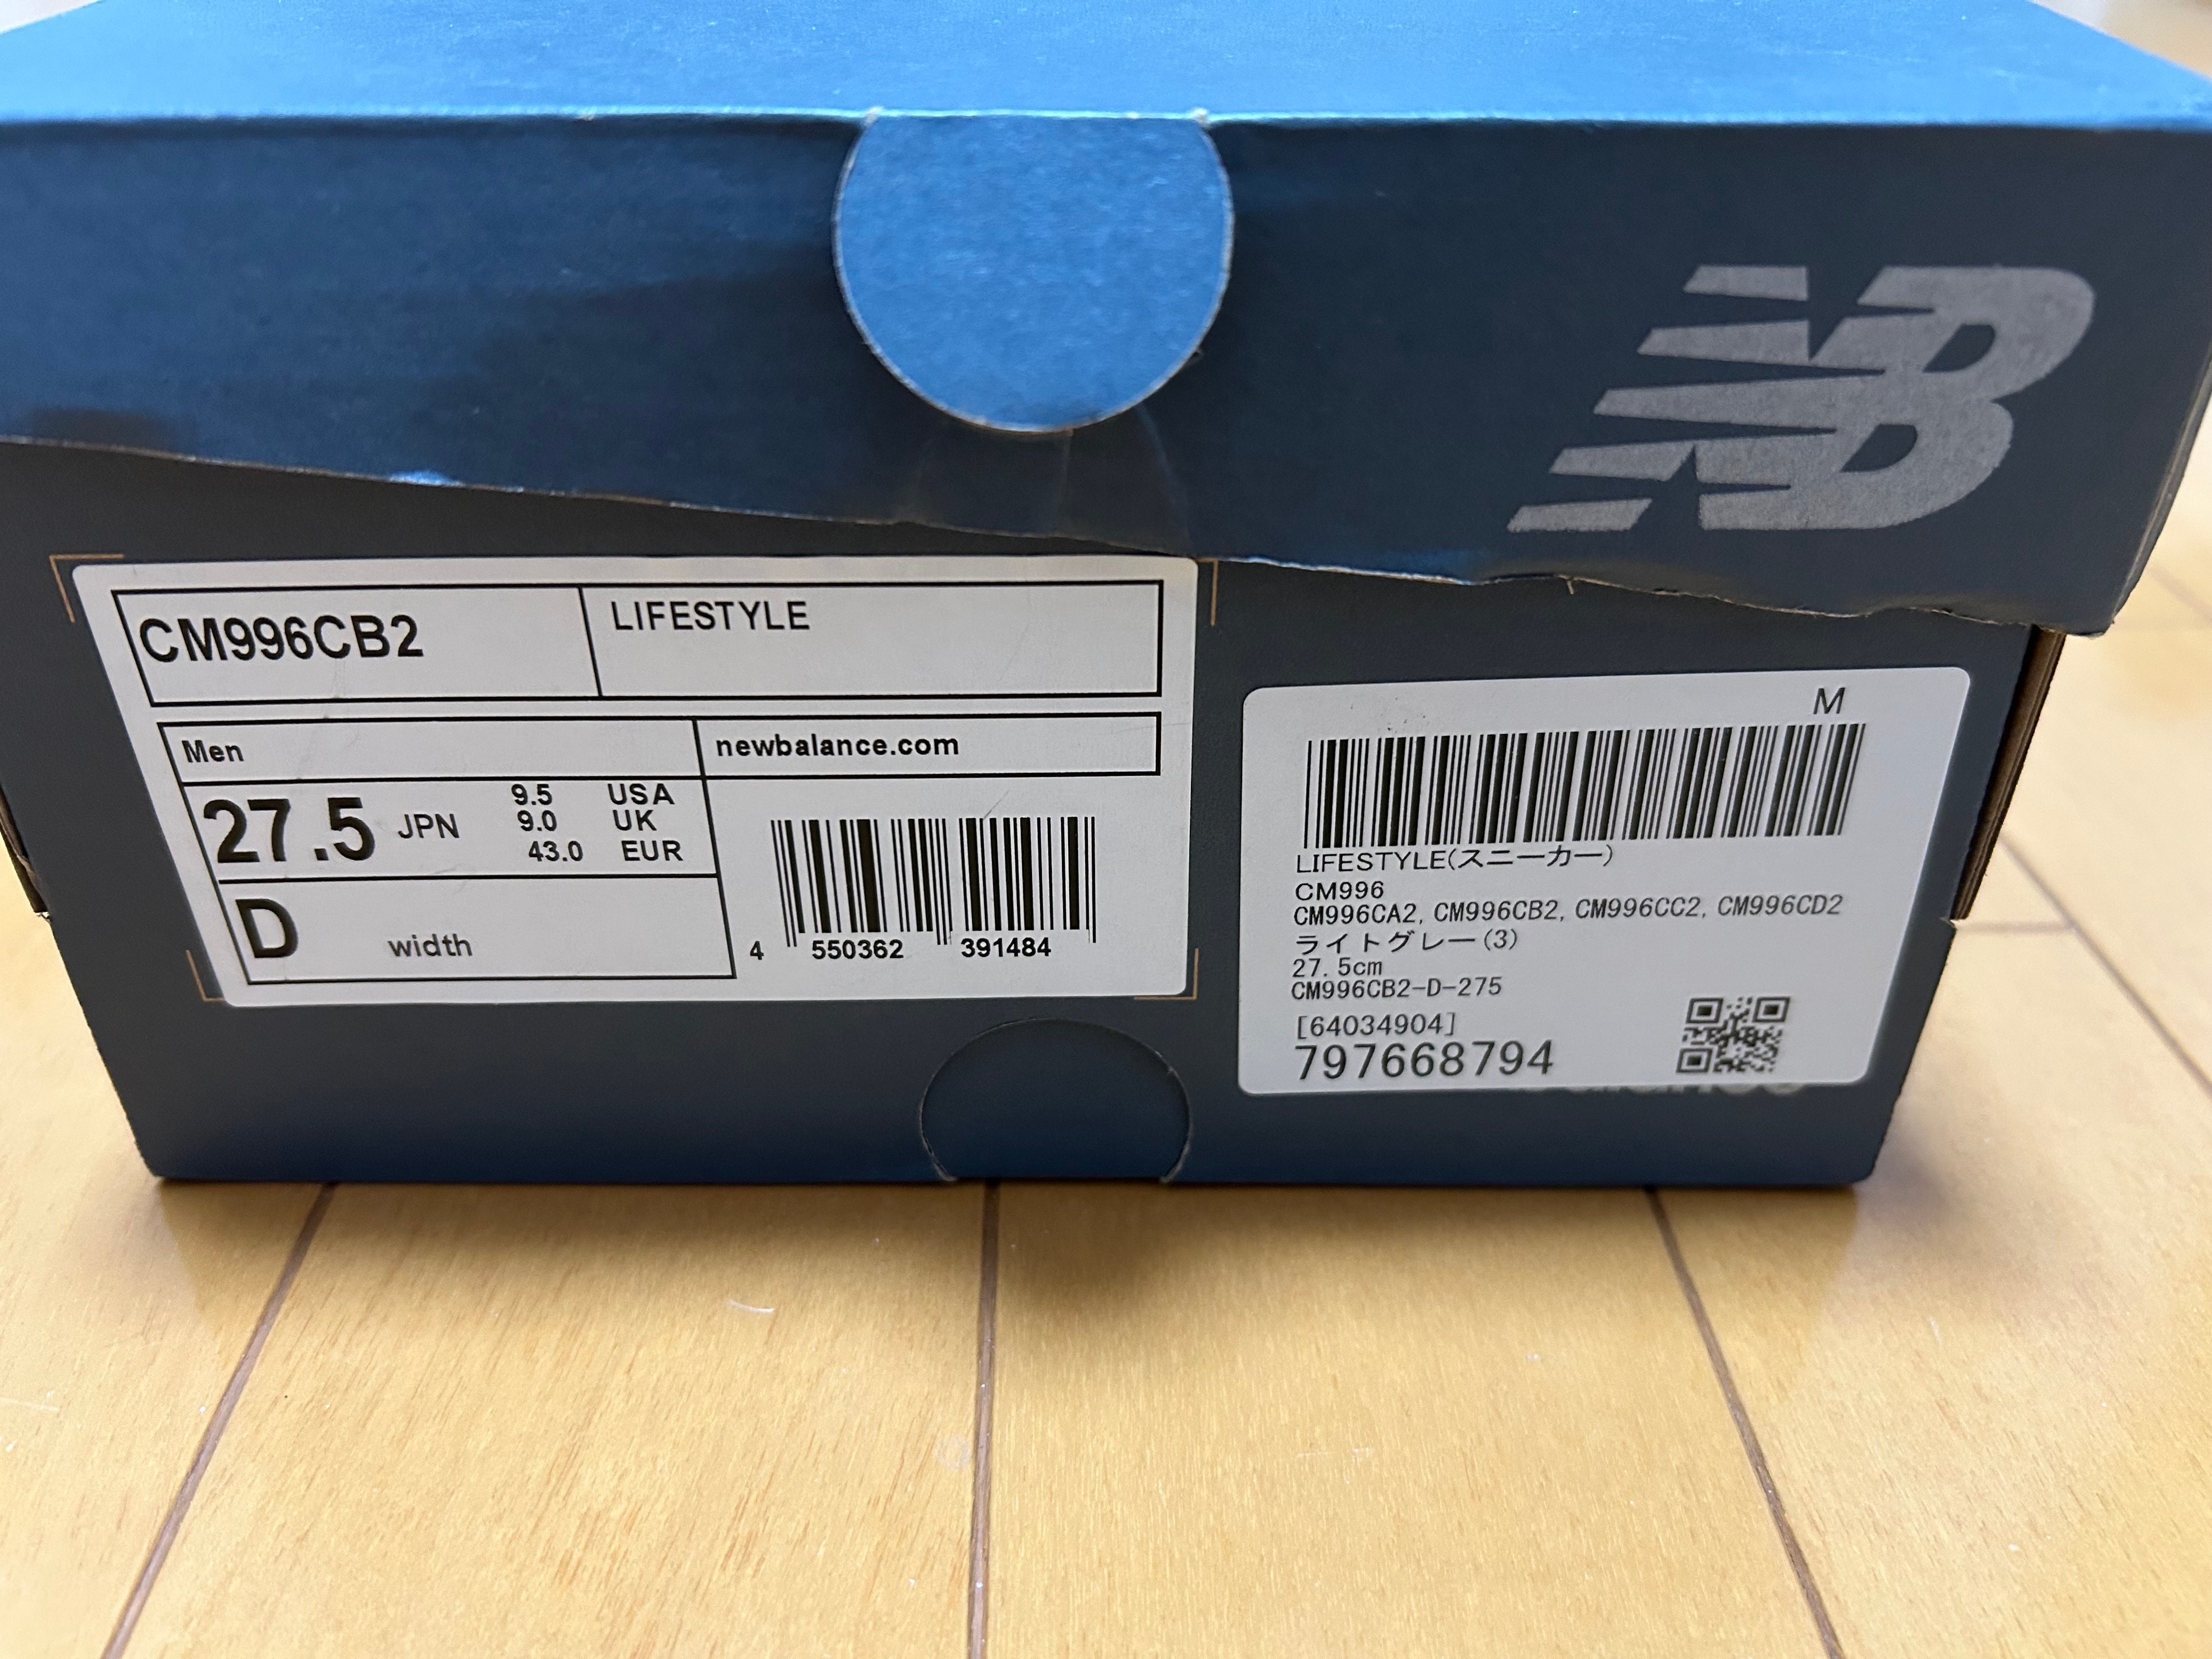 NB
CM996CB2
LIFESTYLE
Men
newbalance.com
27.5 JPN
9.5 USA
9.0 UK
43.0 EUR
D width
4 550362 391484
M
LIFESTYLE(スニーカー)
CM996
CM996CA2, CM996CB2, CM996CC2, CM996CD2
ライトグレー(3)
27.5cm
CM996CB2-D-275
[64034904]
797668794